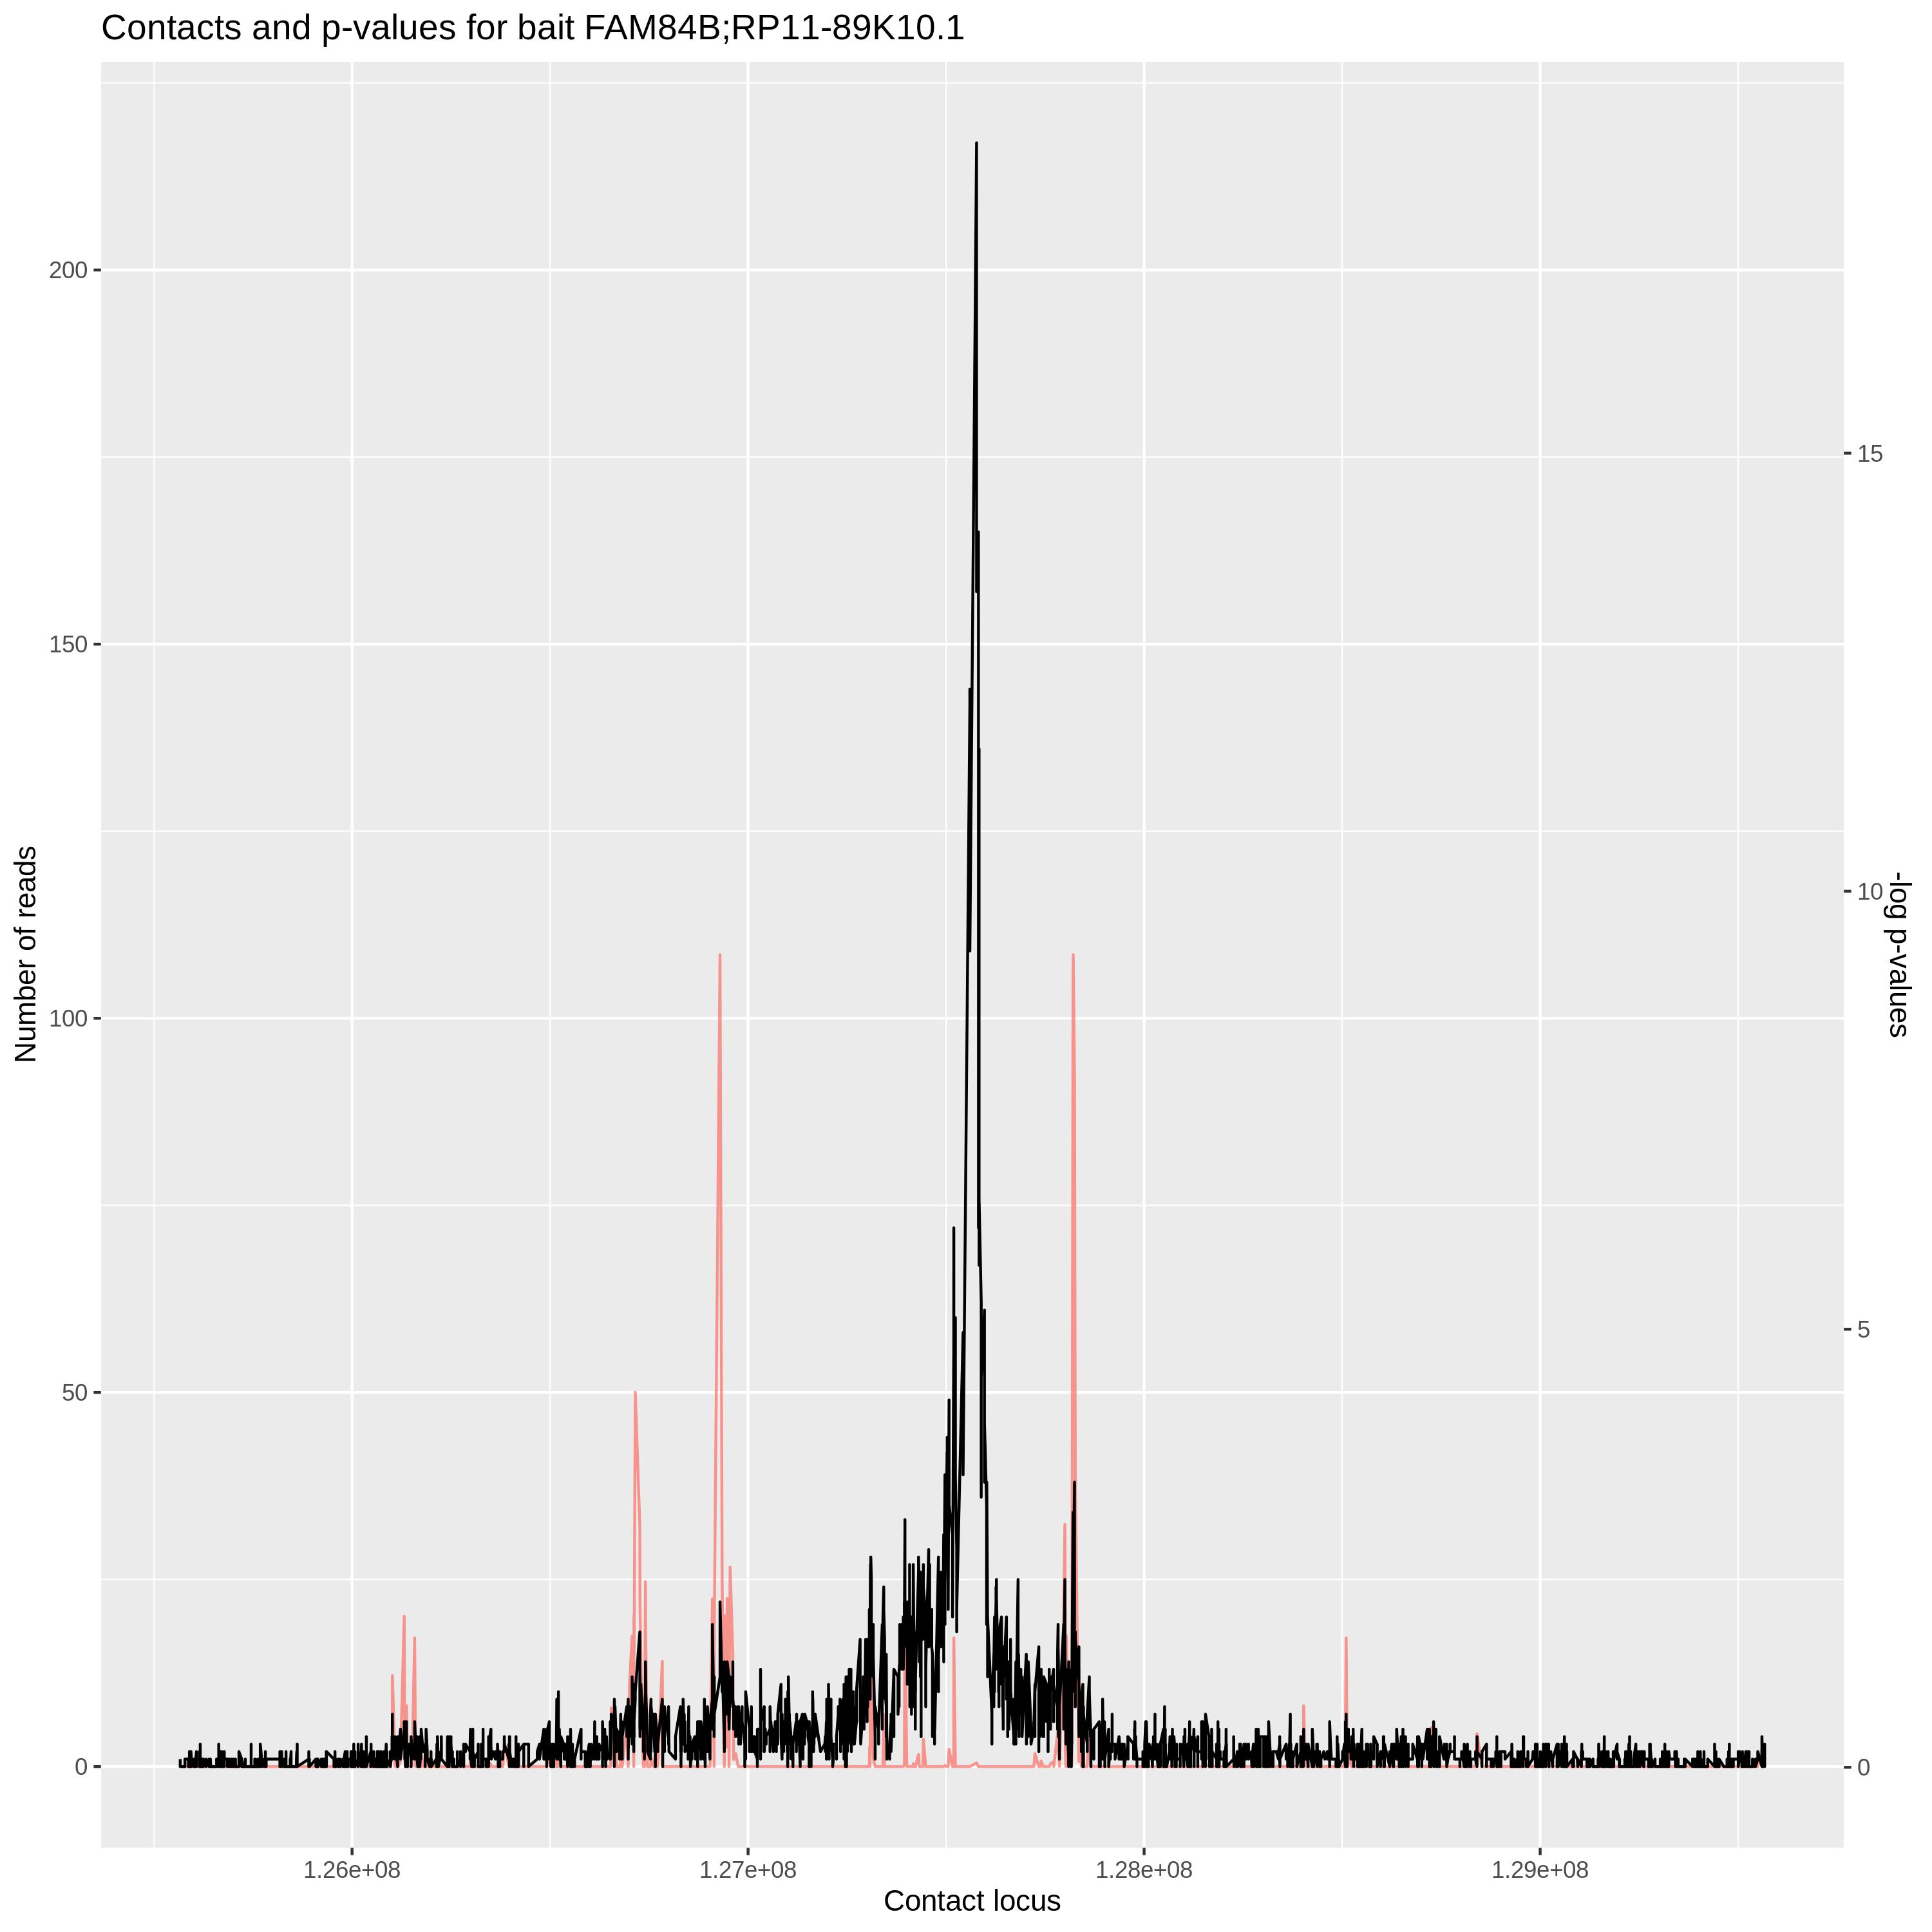 Contacts and p-values for bait FAM84B;RP11-89K10.1
Number of reads
200
150
100
50
0
15
10
5
0
-log p-values
1.26e+08 1.27e+08 1.28e+08 1.29e+08
Contact locus